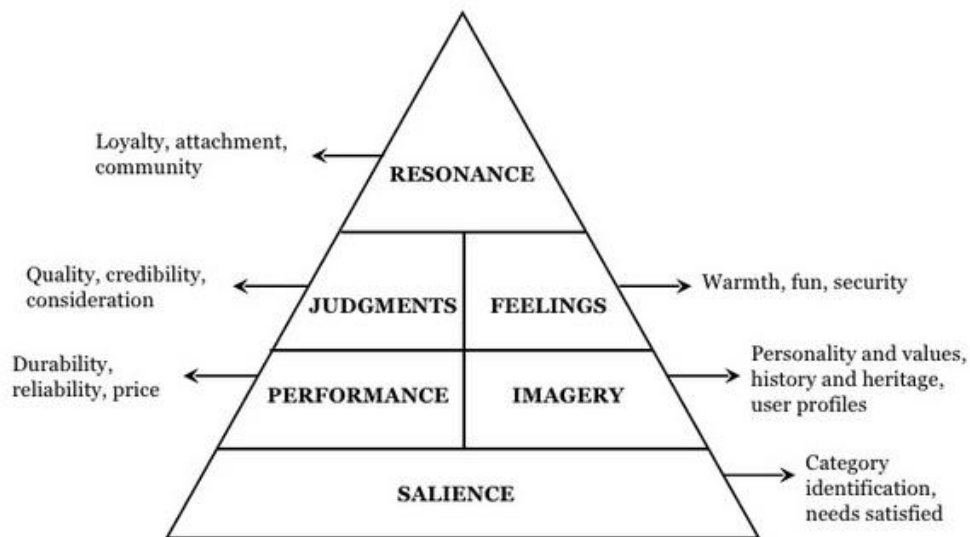 Loyalty, attachment,
community
RESONANCE
Quality, credibility,
consideration
JUDGMENTS
FEELINGS
Warmth, fun, security
Durability,
reliability, price
PERFORMANCE
IMAGERY
Personality and values,
history and heritage,
user profiles
SALIENCE
Category
identification,
needs satisfied